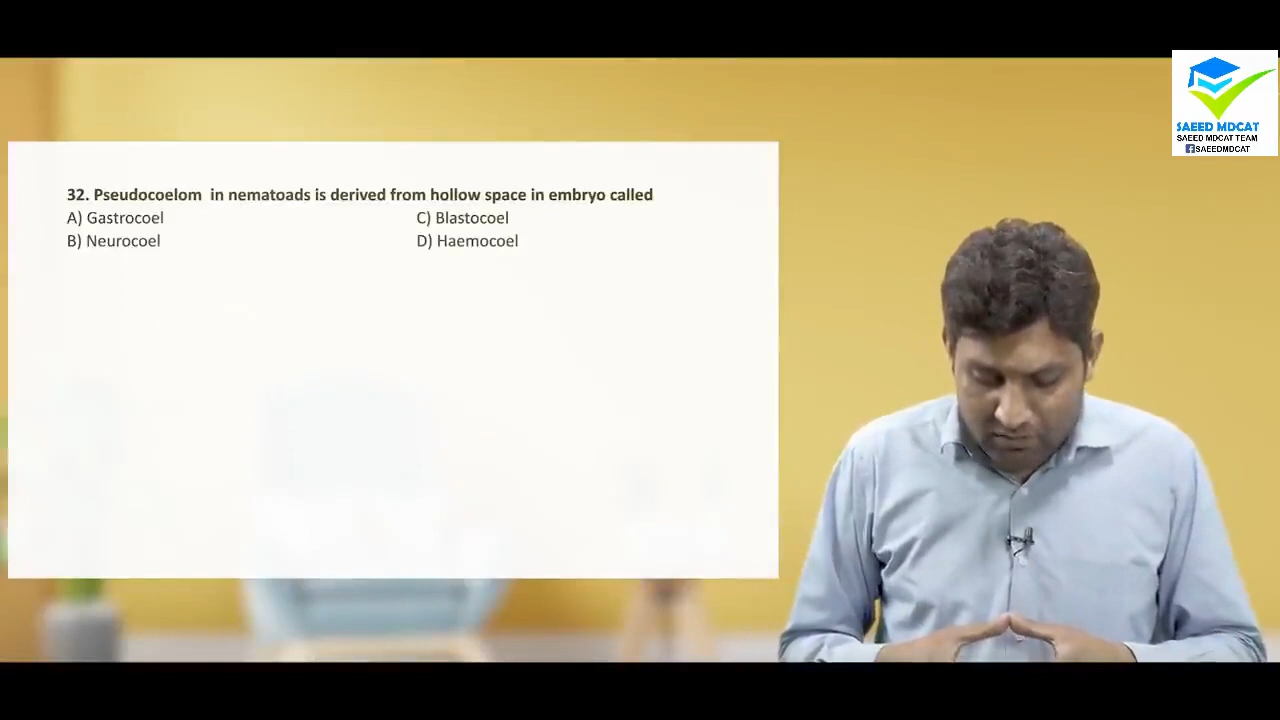 SAEED MDCAT
SAEED MDCAT TEAM
SAEEDMDCAT
32. Pseudocoelom in nematoads is derived from hollow space in embryo called
A) Gastrocoel
C) Blastocoel
B) Neurocoel
D) Haemocoel